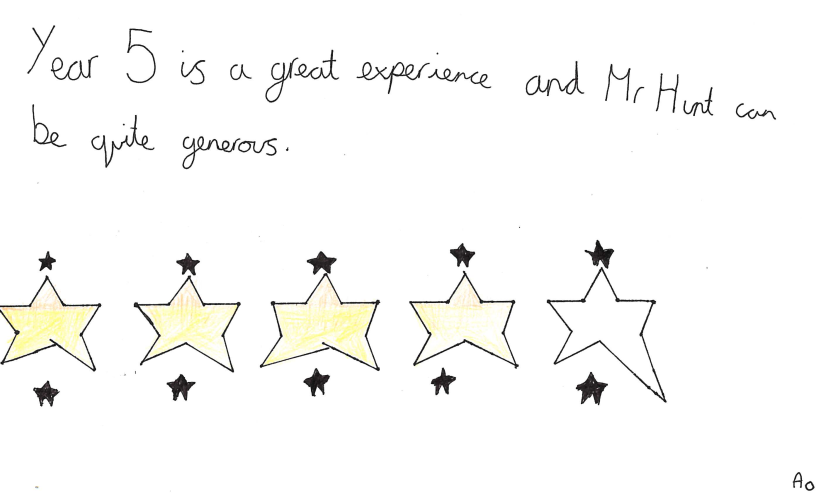 Year 5 is a great experience and Mr Hunt can
be quite generous.
Ao